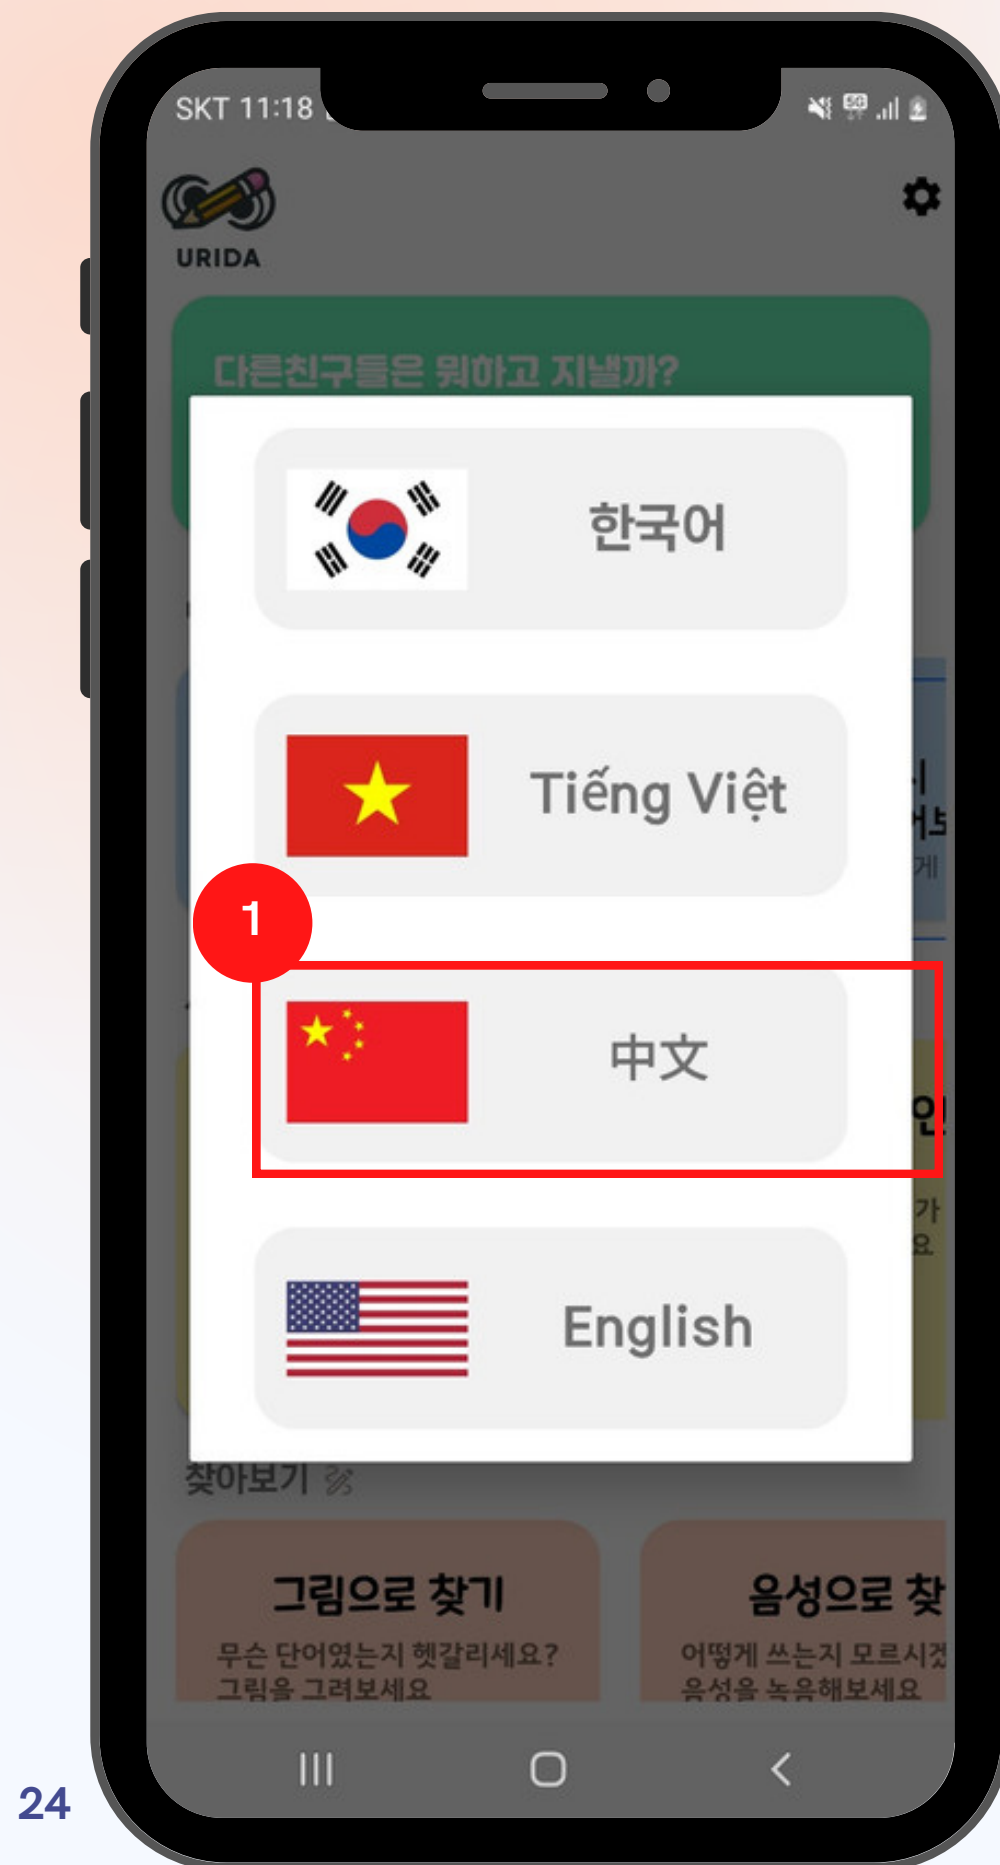 SKT 11:18
URIDA
다른친구들은 뭐하고 지낼까?
한국어
Tiếng Việt
1
中文
English
가
요
찾아보기
그림으로 찾기
무슨 단어였는지 헷갈리세요?
그림을 그려보세요
음성으로 찾
어떻게 쓰는지 모르시겠
음성을 녹음해보세요
24